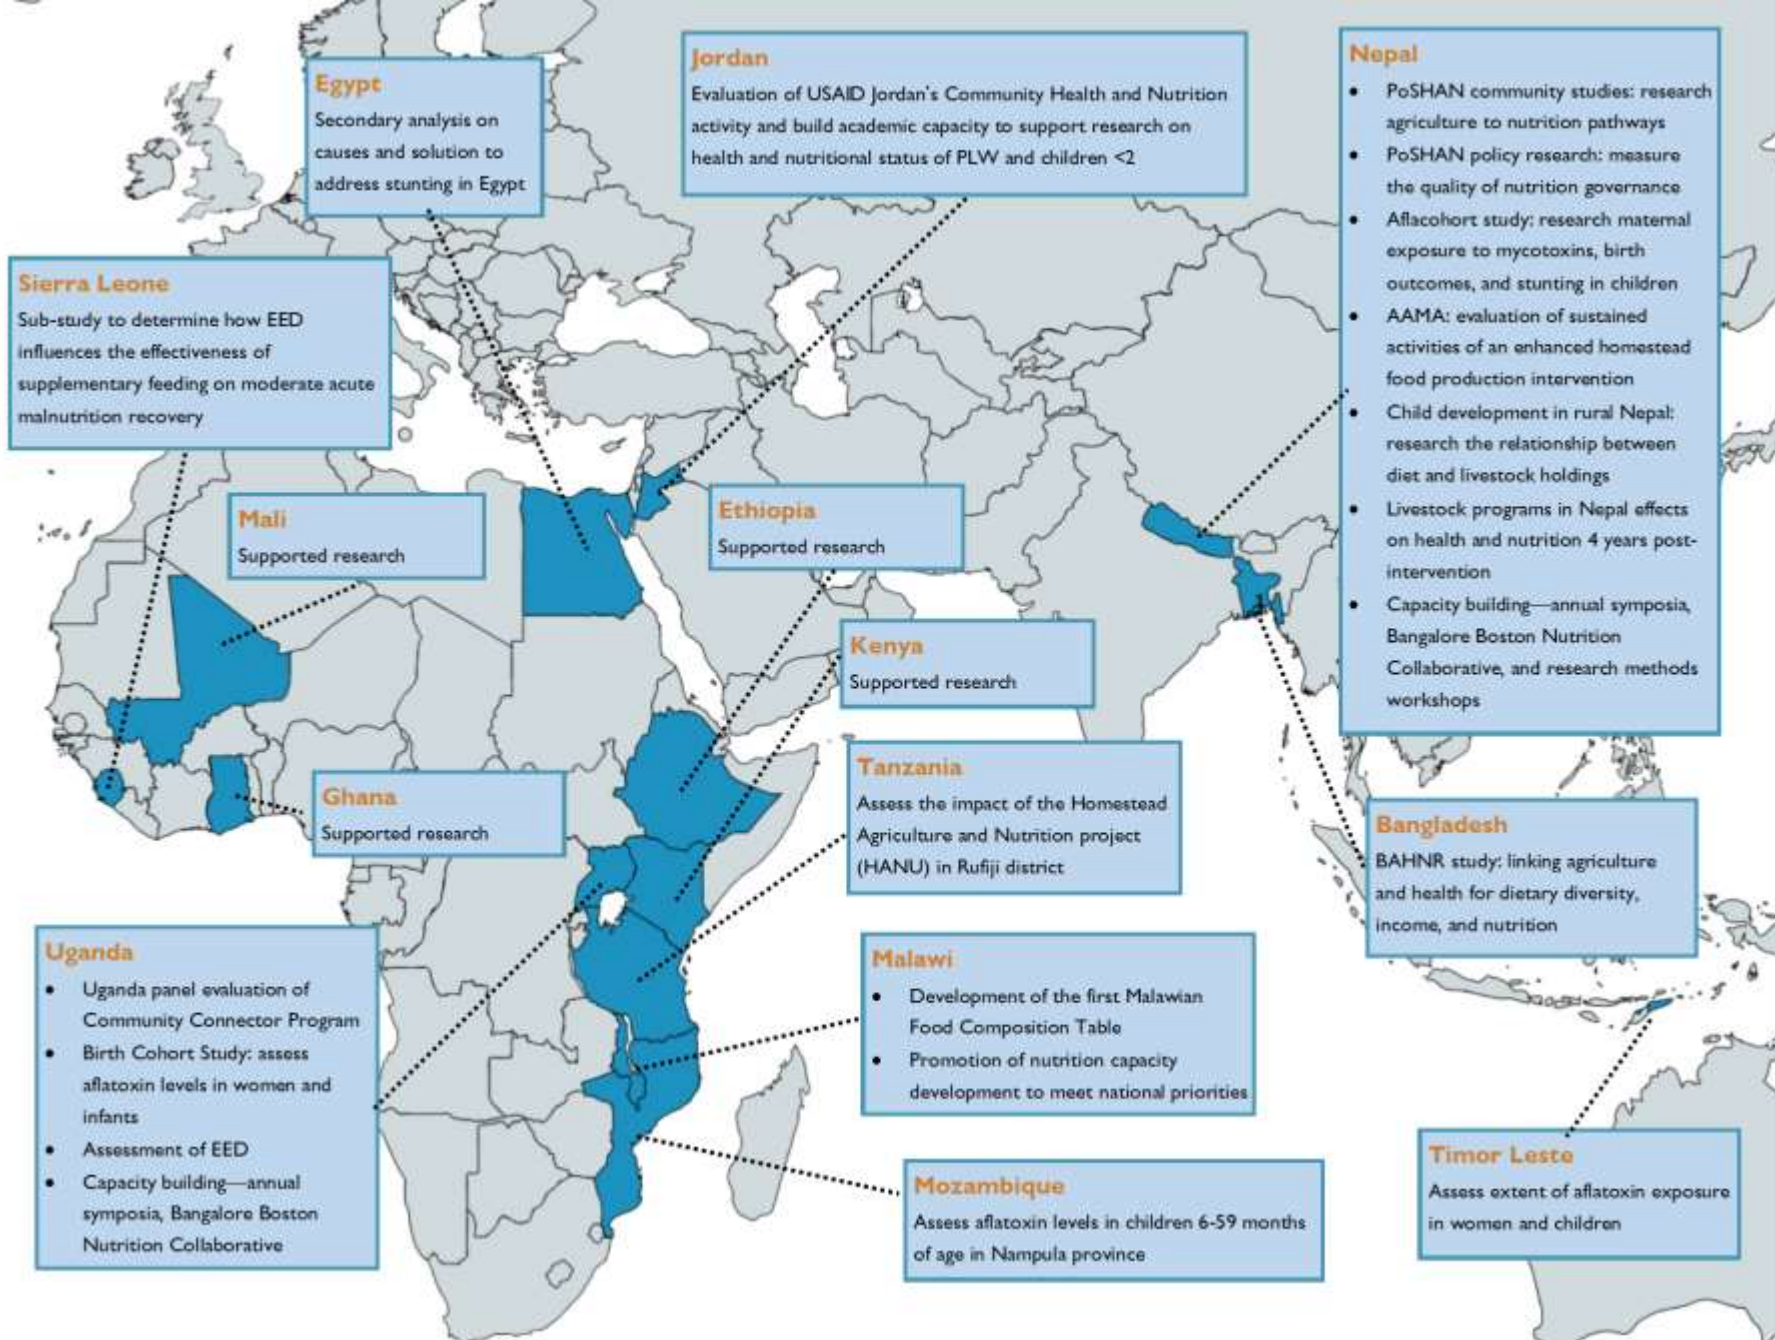 Egypt
Secondary analysis on
causes and solution to
address stunting in Egypt
Jordan
Evaluation of USAID Jordan's Community Health and Nutrition
activity and build academic capacity to support research on
health and nutritional status of PLW and children <2
Nepal
• PoSHAN community studies: research
agriculture to nutrition pathways
• PoSHAN policy research: measure
the quality of nutrition governance
• Aflacohort study: research maternal
exposure to mycotoxins, birth
outcomes, and stunting in children
• AAMA: evaluation of sustained
activities of an enhanced homestead
food production intervention
• Child development in rural Nepal:
research the relationship between
diet and livestock holdings
• Livestock programs in Nepal effects
on health and nutrition 4 years post-
intervention
• Capacity building—annual symposia,
Bangalore Boston Nutrition
Collaborative, and research methods
workshops
Sierra Leone
Sub-study to determine how EED
influences the effectiveness of
supplementary feeding on moderate acute
malnutrition recovery
Mali
Supported research
Ethiopia
Supported research
Kenya
Supported research
Tanzania
Assess the impact of the Homestead
Agriculture and Nutrition project
(HANU) in Rufiji district
Ghana
Supported research
Bangladesh
BAHNR study: linking agriculture
and health for dietary diversity,
income, and nutrition
Uganda
• Uganda panel evaluation of
Community Connector Program
• Birth Cohort Study: assess
aflatoxin levels in women and
infants
• Assessment of EED
• Capacity building—annual
symposia, Bangalore Boston
Nutrition Collaborative
Malawi
• Development of the first Malawian
Food Composition Table
• Promotion of nutrition capacity
development to meet national priorities
Mozambique
Assess aflatoxin levels in children 6-59 months
of age in Nampula province
Timor Leste
Assess extent of aflatoxin exposure
in women and children